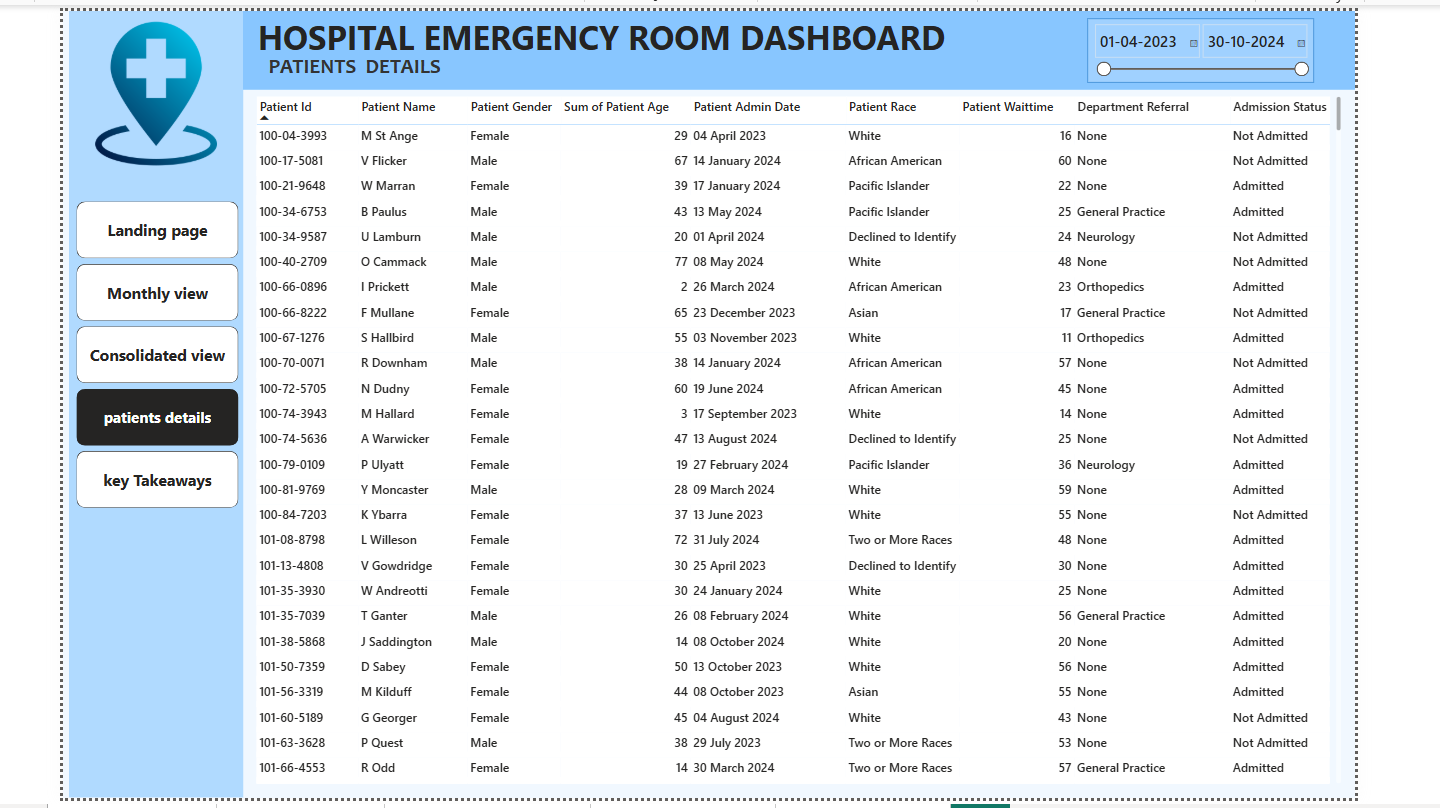 HOSPITAL EMERGENCY ROOM DASHBOARD
PATIENTS DETAILS
01-04-2023 30-10-2024
Landing page
Monthly view
Consolidated view
patients details
key Takeaways
Patient Id Patient Name Patient Gender Sum of Patient Age Patient Admin Date Patient Race Patient Waittime Department Referral Admission Status
100-04-3993 M St Ange Female 29 04 April 2023 White 16 None Not Admitted
100-17-5081 V Flicker Male 67 14 January 2024 African American 60 None Not Admitted
100-21-9648 W Marran Female 39 17 January 2024 Pacific Islander 22 None Admitted
100-34-6753 B Paulus Male 43 13 May 2024 Pacific Islander 25 General Practice Admitted
100-34-9587 U Lamburn Male 20 01 April 2024 Declined to Identify 24 Neurology Not Admitted
100-40-2709 O Cammack Male 77 08 May 2024 White 48 None Not Admitted
100-66-0896 I Prickett Male 2 26 March 2024 African American 23 Orthopedics Admitted
100-66-8222 F Mullane Female 65 23 December 2023 Asian 17 General Practice Not Admitted
100-67-1276 S Hallbird Male 55 03 November 2023 White 11 Orthopedics Admitted
100-70-0071 R Downham Male 38 14 January 2024 African American 57 None Not Admitted
100-72-5705 N Dudny Female 60 19 June 2024 African American 45 None Admitted
100-74-3943 M Hallard Female 3 17 September 2023 White 14 None Admitted
100-74-5636 A Warwicker Female 47 13 August 2024 Declined to Identify 25 None Not Admitted
100-79-0109 P Ulyatt Female 19 27 February 2024 Pacific Islander 36 Neurology Admitted
100-81-9769 Y Moncaster Male 28 09 March 2024 White 59 None Admitted
100-84-7203 K Ybarra Female 37 13 June 2023 White 55 None Not Admitted
101-08-8798 L Willeson Female 72 31 July 2024 Two or More Races 48 None Admitted
101-13-4808 V Gowdridge Female 30 25 April 2023 Declined to Identify 30 None Admitted
101-35-3930 W Andreotti Female 30 24 January 2024 White 25 None Admitted
101-35-7039 T Ganter Male 26 08 February 2024 White 56 General Practice Admitted
101-38-5868 J Saddington Male 14 08 October 2024 White 20 None Admitted
101-50-7359 D Sabey Female 50 13 October 2023 White 56 None Admitted
101-56-3319 M Kilduff Female 44 08 October 2023 Asian 55 None Admitted
101-60-5189 G Georger Female 45 04 August 2024 White 43 None Not Admitted
101-63-3628 P Quest Male 38 29 July 2023 Two or More Races 53 None Not Admitted
101-66-4553 R Odd Female 14 30 March 2024 Two or More Races 57 General Practice Admitted